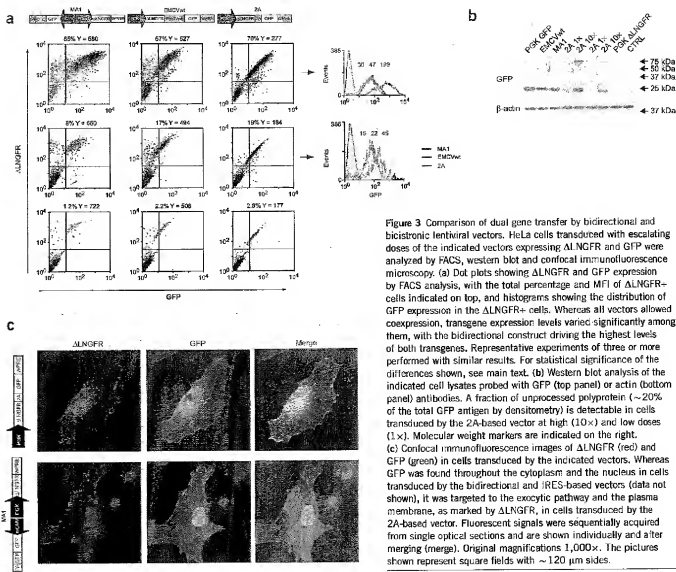 a
MA1
EMCVwt
2A
65% Y = 680
67% Y = 527
76% Y = 277
8% Y = 650
17% Y = 494
19% Y = 184
1.2% Y = 722
2.2% Y = 508
2.8% Y = 177
ΔLNGFR
GFP
Events
385
47
Events
385
19 22 45
GFP
MA1
EMCVwt
2A
b
PGK GFP
EMCVwt
MA1
2A 1×
2A 10×
2A 1×
2A 10×
PGK ΔLNGFR
CTRL
GFP
β-actin
75 kDa
50 kDa
37 kDa
25 kDa
37 kDa
c
ΔLNGFR
GFP
Merge
MA1
Figure 3 Comparison of dual gene transfer by bidirectional and
bicistronic lentiviral vectors. HeLa cells transduced with escalating
doses of the indicated vectors expressing ΔLNGFR and GFP were
analyzed by FACS, western blot and confocal immunofluorescence
microscopy. (a) Dot plots showing ΔLNGFR and GFP expression
by FACS analysis, with the total percentage and MFI of ΔLNGFR+
cells indicated on top, and histograms showing the distribution of
GFP expression in the ΔLNGFR+ cells. Whereas all vectors allowed
coexpression, transgene expression levels varied significantly among
them, with the bidirectional construct driving the highest levels
of both transgenes. Representative experiments of three or more
performed with similar results. For statistical significance of the
differences shown, see main text. (b) Western blot analysis of the
indicated cell lysates probed with GFP (top panel) or actin (bottom
panel) antibodies. A fraction of unprocessed polyprotein (~20%
of the total GFP antigen by densitometry) is detectable in cells
transduced by the 2A-based vector at high (10×) and low doses
(1×). Molecular weight markers are indicated on the right.
(c) Confocal immunofluorescence images of ΔLNGFR (red) and
GFP (green) in cells transduced by the indicated vectors. Whereas
GFP was found throughout the cytoplasm and the nucleus in cells
transduced by the bidirectional and IRES-based vectors (data not
shown), it was targeted to the exocytic pathway and the plasma
membrane, as marked by ΔLNGFR, in cells transduced by the
2A-based vector. Fluorescent signals were sequentially acquired
from single optical sections and are shown individually and after
merging (merge). Original magnifications 1,000×. The pictures
shown represent square fields with ~120 μm sides.